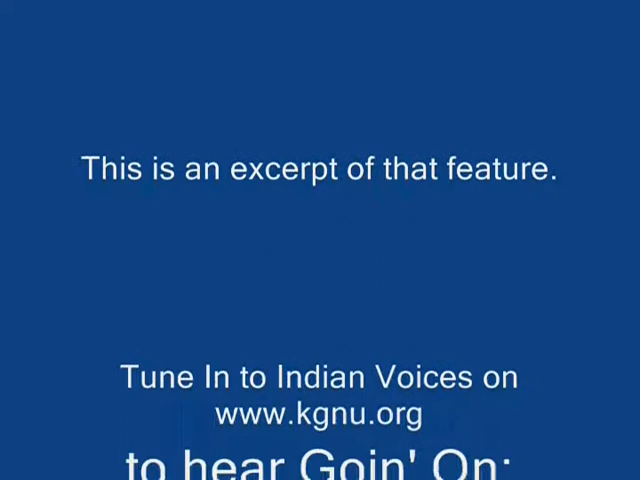 This is an excerpt of that feature.
Tune In to Indian Voices on
www.kgnu.org
to hear Goin' On: